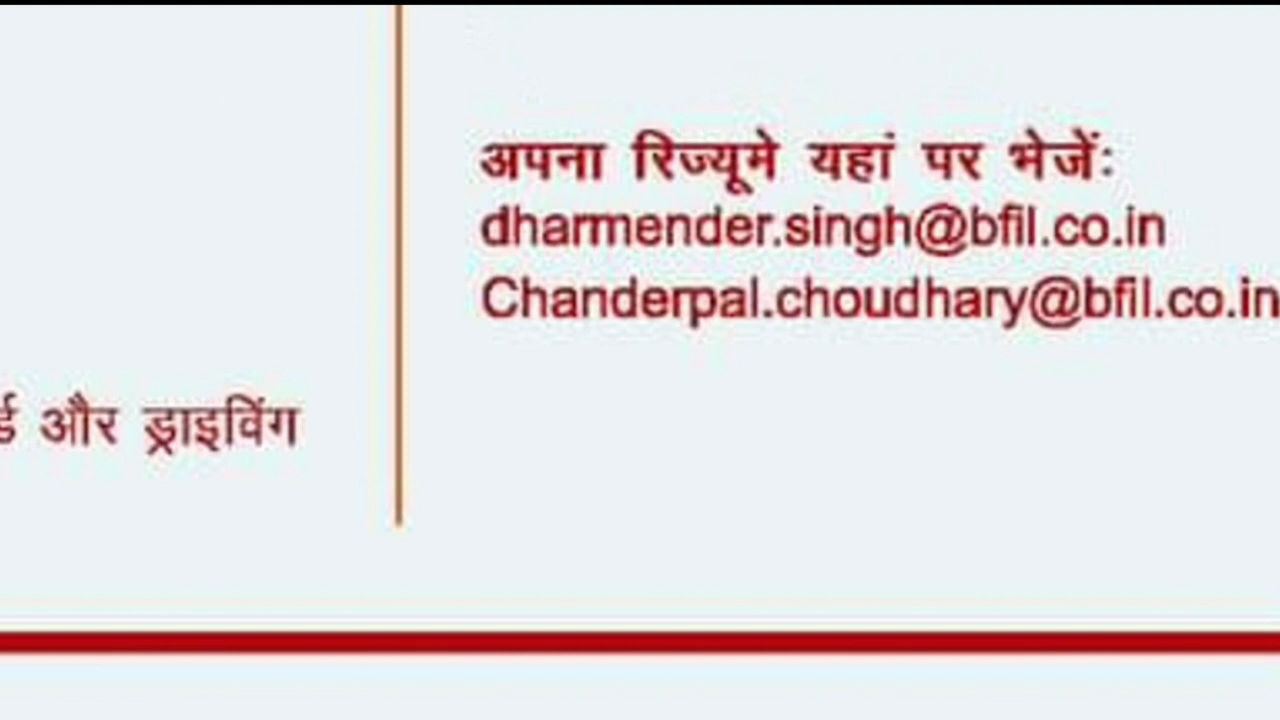 अपना रिज्यूमे यहां पर भेजें:
dharmender.singh@bfil.co.in
Chanderpal.choudhary@bfil.co.in
और ड्राइविंग